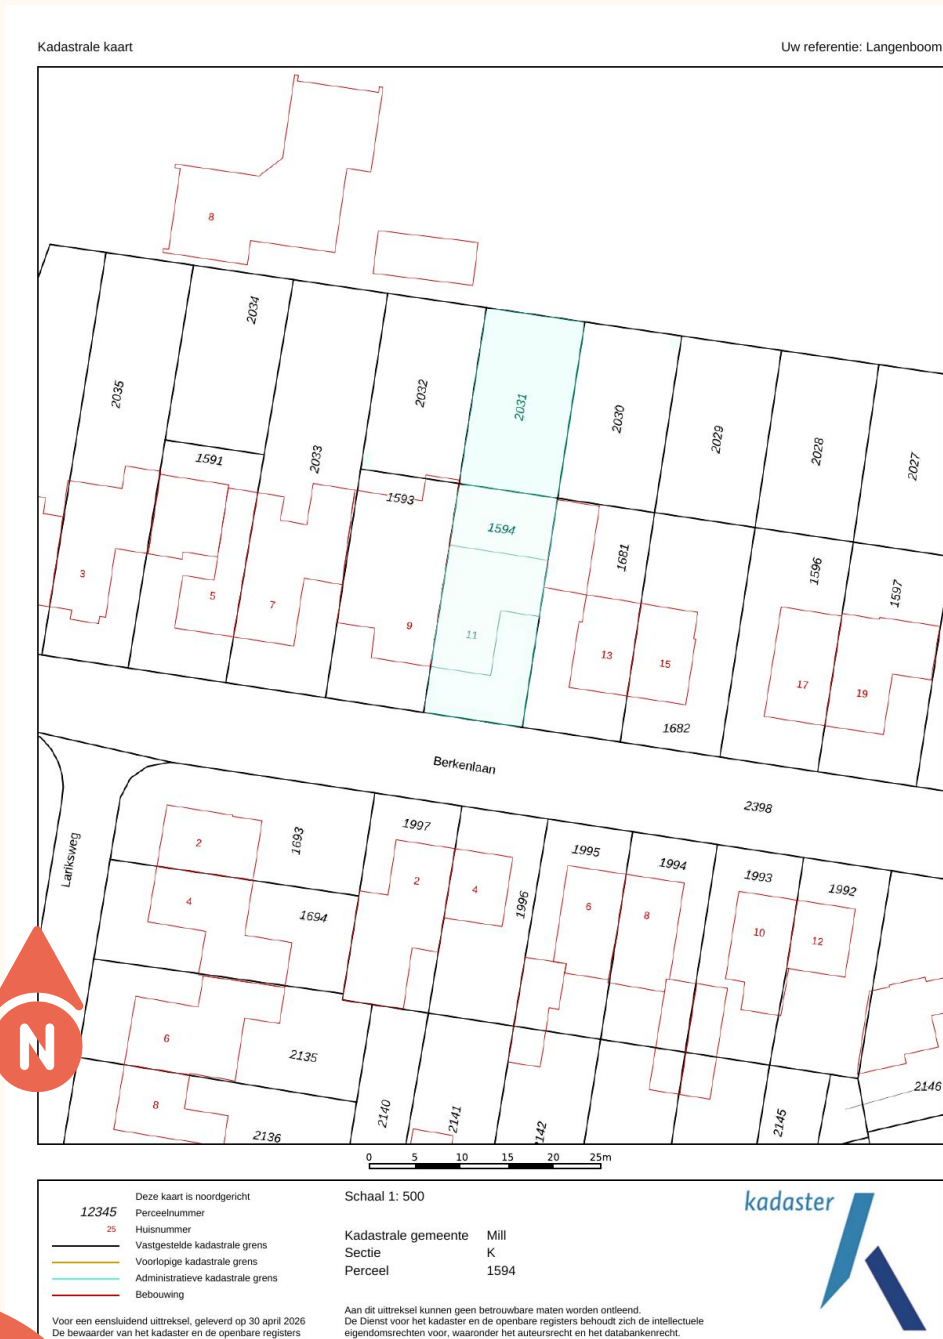 Kadastrale kaart
Uw referentie: Langenboom
8
2034
2035
2032
2031
2030
2029
2028
2027
2033
1591
1593
1594
1681
1596
1597
3
5
7
9
11
13
15
17
19
1682
Berkenlaan
2398
Lariksweg
2
1693
1997
1995
1994
1993
1992
4
1694
2
4
1996
6
8
10
12
N
6
2135
8
2136
2140
2141
142
2145
2146
0 5 10 15 20 25m
Deze kaart is noordgericht
12345 Perceelnummer
25 Huisnummer
Vastgestelde kadastrale grens
Voorlopige kadastrale grens
Administratieve kadastrale grens
Bebouwing
Voor een eensluidend uittreksel, geleverd op 30 april 2026
De bewaarder van het kadaster en de openbare registers
Schaal 1: 500
Kadastrale gemeente Mill
Sectie K
Perceel 1594
Aan dit uittreksel kunnen geen betrouwbare maten worden ontleend.
De Dienst voor het kadaster en de openbare registers behoudt zich de intellectuele
eigendomsrechten voor, waaronder het auteursrecht en het databankenrecht.
kadaster